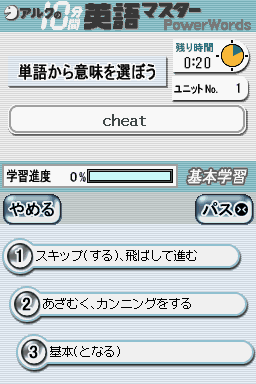 アルクの10分間英語マスター
PowerWords
単語から意味を選ぼう
残り時間
0:20
ユニットNo. 1
cheat
学習進度 0%
基本学習
やめる
パス
1 スキップ(する)、飛ばして進む
2 あざむく、カンニングをする
3 基本(となる)